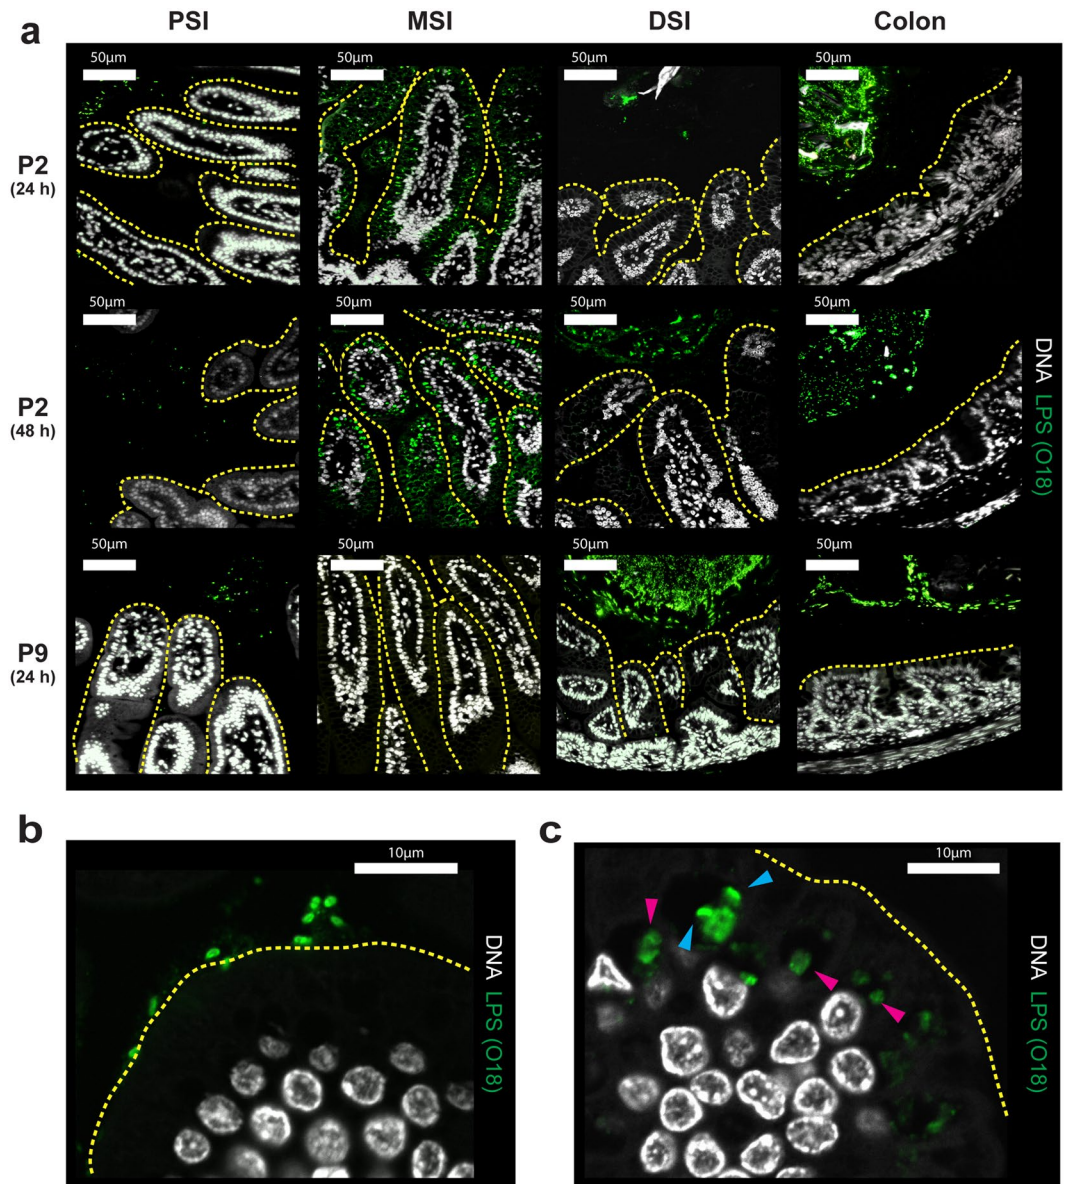 a
PSI MSI DSI Colon
P2
(24 h)
50µm 50µm 50µm 50µm
P2
(48 h)
50µm 50µm 50µm 50µm
P9
(24 h)
50µm 50µm 50µm 50µm
DNA LPS (O18)
b
10µm
DNA LPS (O18)
c
10µm
DNA LPS (O18)